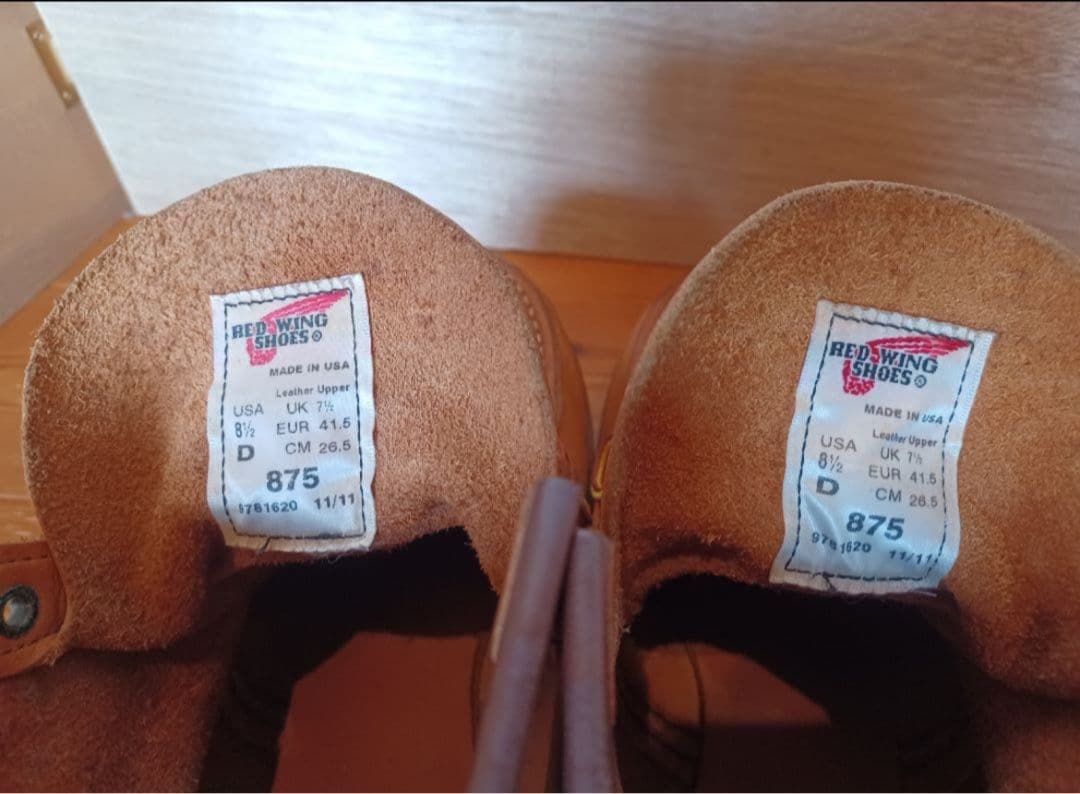 RED WING
SHOES®
MADE IN USA
Leather Upper
USA UK 7½
8½ EUR 41.5
D CM 26.5
875
9781620 11/11
RED WING
SHOES®
MADE IN USA
Leather Upper
USA UK 7½
8½ EUR 41.5
D CM 26.5
875
9781620 11/11